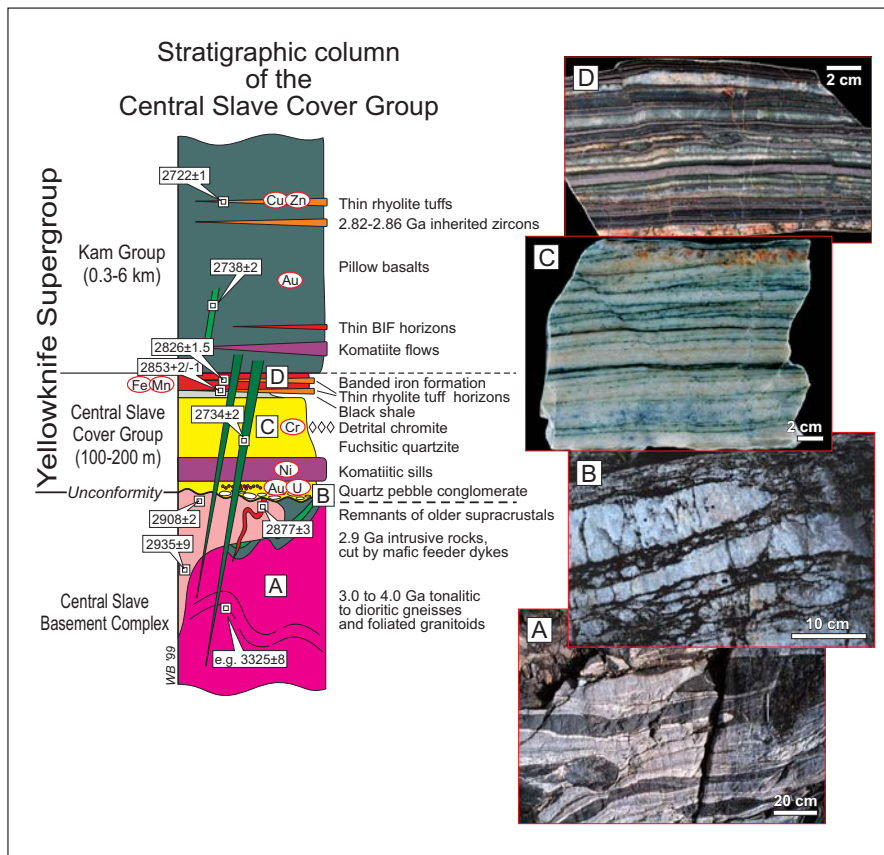 Stratigraphic column
of the
Central Slave Cover Group
Yellowknife Supergroup
Kam Group
(0.3-6 km)
Central Slave
Cover Group
(100-200 m)
Unconformity
Central Slave
Basement Complex
WB '99
2722±1
2738±2
2826±1.5
2853+2/-1
2734±2
2908±2
2935±9
2877±3
e.g. 3325±8
Cu Zn
Au
Fe Mn
Cr
Ni
Au U
D
C
B
A
Thin rhyolite tuffs
2.82-2.86 Ga inherited zircons
Pillow basalts
Thin BIF horizons
Komatiite flows
Banded iron formation
Thin rhyolite tuff horizons
Black shale
Detrital chromite
Fuchsitic quartzite
Komatiitic sills
Quartz pebble conglomerate
Remnants of older supracrustals
2.9 Ga intrusive rocks,
cut by mafic feeder dykes
3.0 to 4.0 Ga tonalitic
to dioritic gneisses
and foliated granitoids
D
2 cm
C
2 cm
B
10 cm
A
20 cm